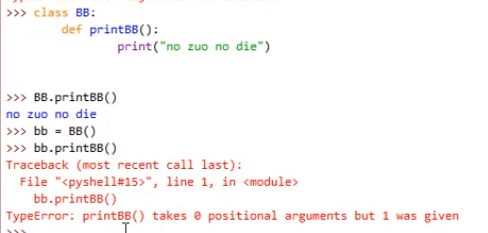 >>> class BB:
        def printBB():
                print("no zuo no die")
>>> BB.printBB()
no zuo no die
>>> bb = BB()
>>> bb.printBB()
Traceback (most recent call last):
  File "<pyshell#15>", line 1, in <module>
    bb.printBB()
TypeError: printBB() takes 0 positional arguments but 1 was given
>>>